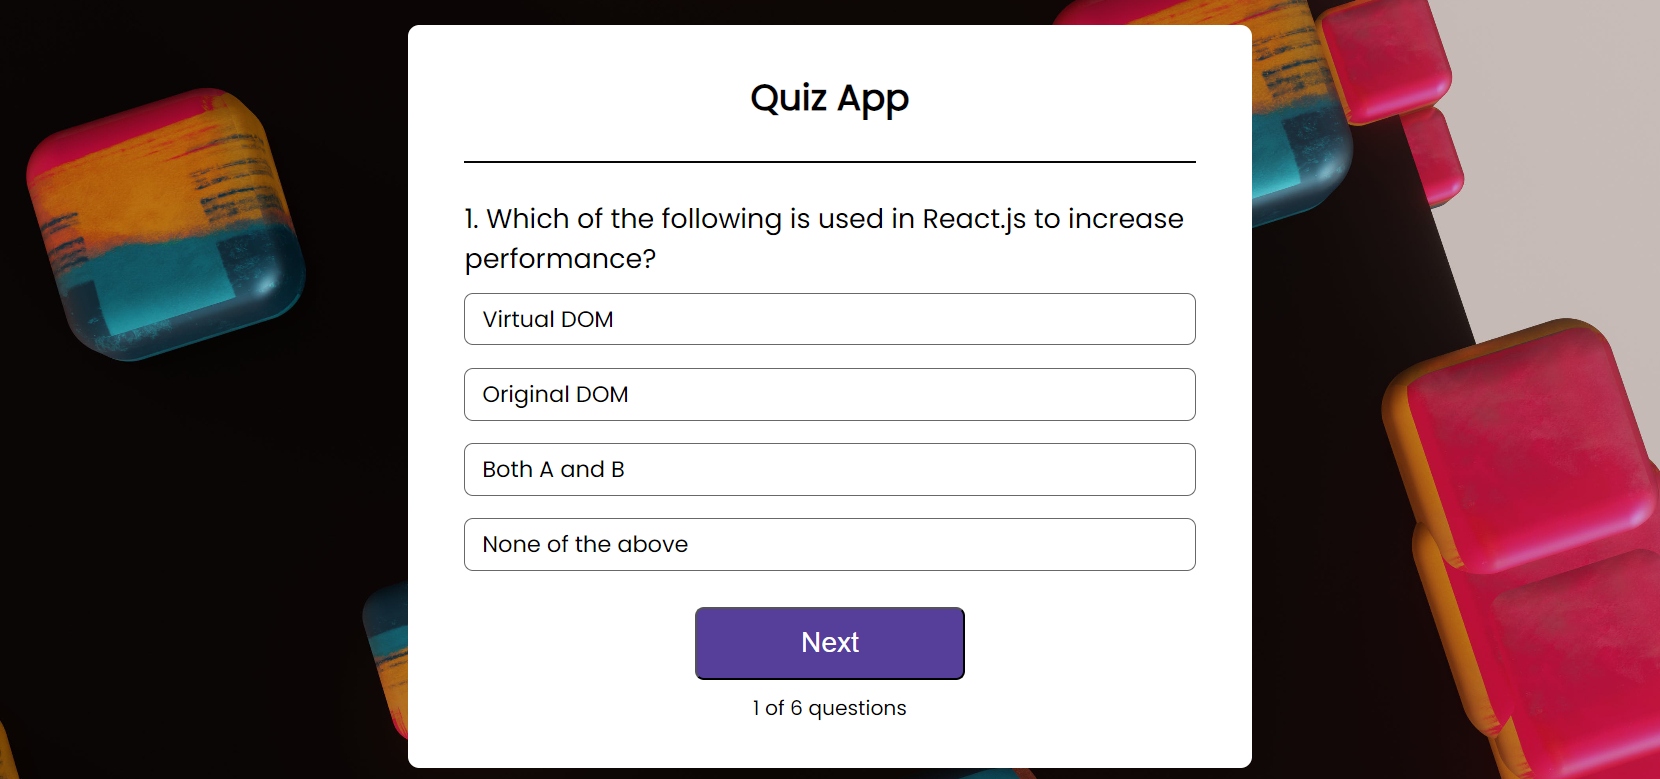 Quiz App
1. Which of the following is used in React.js to increase
performance?
Virtual DOM
Original DOM
Both A and B
None of the above
Next
1 of 6 questions